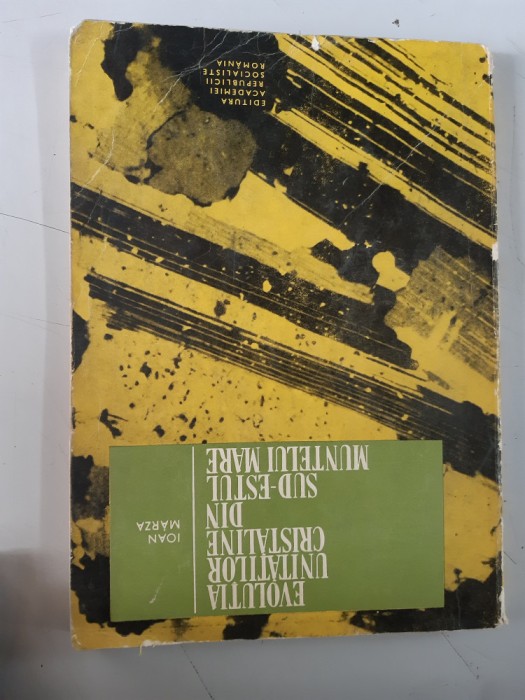 IOAN
MÂRZA
EVOLUȚIA
UNITĂȚILOR
CRISTALINE
DIN
SUD-ESTUL
MUNTELUI MARE
EDITURA
ACADEMIEI
REPUBLICII
SOCIALISTE
ROMÂNIA